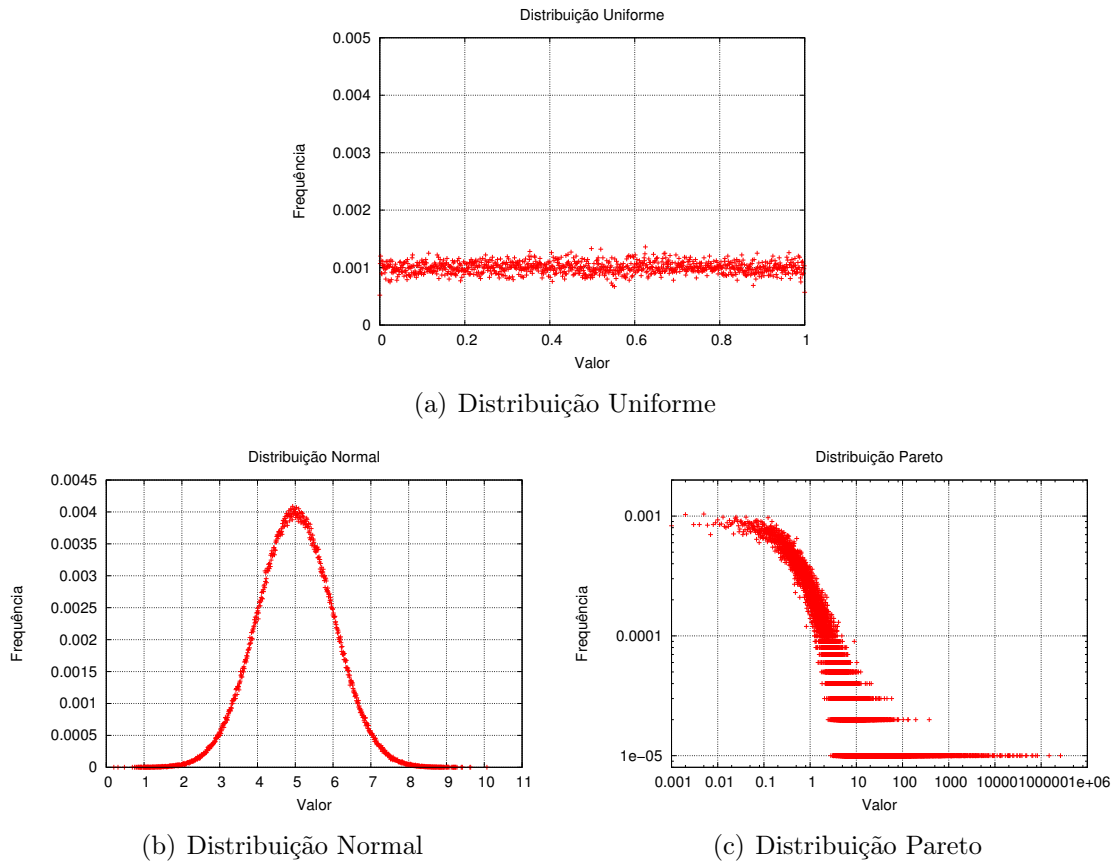 Distribuição Uniforme
0.005
0.004
0.003
0.002
0.001
0
0 0.2 0.4 0.6 0.8 1
Frequência
Valor
(a) Distribuição Uniforme
Distribuição Normal
0.0045
0.004
0.0035
0.003
0.0025
0.002
0.0015
0.001
0.0005
0
0 1 2 3 4 5 6 7 8 9 10 11
Frequência
Valor
(b) Distribuição Normal
Distribuição Pareto
0.001
0.0001
1e−05
0.001 0.01 0.1 1 10 100 1000 100001000001e+06
Frequência
Valor
(c) Distribuição Pareto